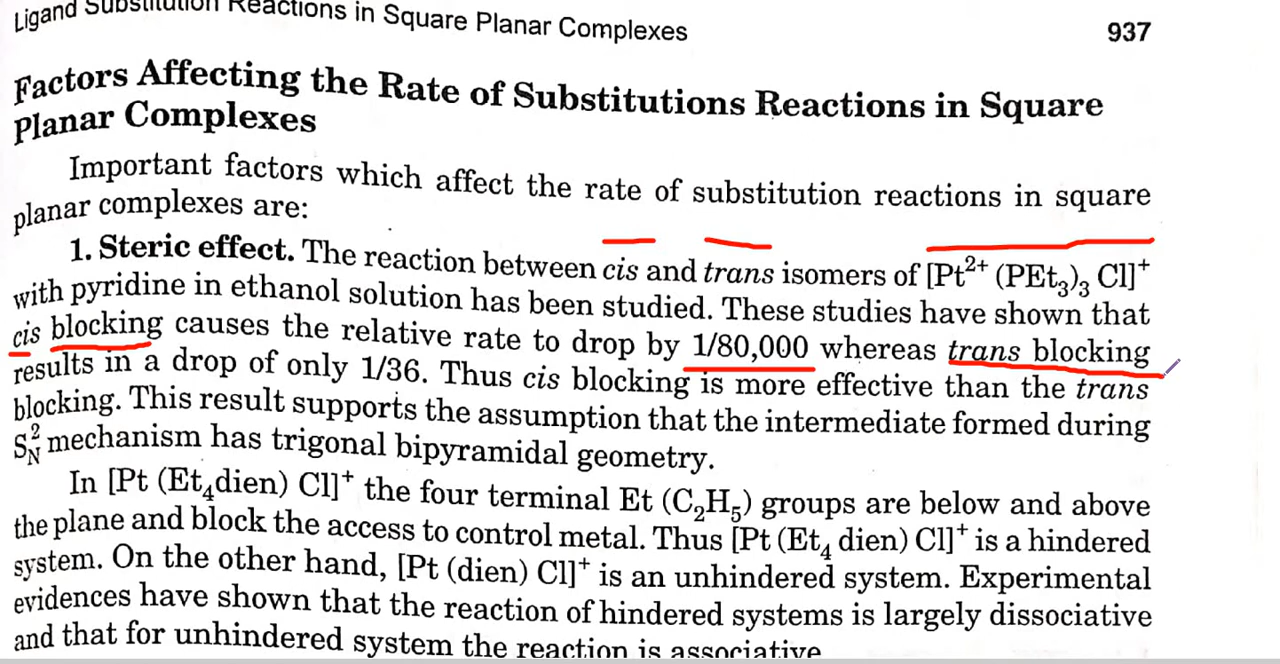 Ligand Substitution Reactions in Square Planar Complexes 937
Factors Affecting the Rate of Substitutions Reactions in Square
Planar Complexes
Important factors which affect the rate of substitution reactions in square
planar complexes are:
1. Steric effect. The reaction between cis and trans isomers of [Pt²⁺ (PEt₃)₃ Cl]⁺
with pyridine in ethanol solution has been studied. These studies have shown that
cis blocking causes the relative rate to drop by 1/80,000 whereas trans blocking
results in a drop of only 1/36. Thus cis blocking is more effective than the trans
blocking. This result supports the assumption that the intermediate formed during
S²_N mechanism has trigonal bipyramidal geometry.
In [Pt (Et₄dien) Cl]⁺ the four terminal Et (C₂H₅) groups are below and above
the plane and block the access to control metal. Thus [Pt (Et₄ dien) Cl]⁺ is a hindered
system. On the other hand, [Pt (dien) Cl]⁺ is an unhindered system. Experimental
evidences have shown that the reaction of hindered systems is largely dissociative
and that for unhindered system the reaction is associative